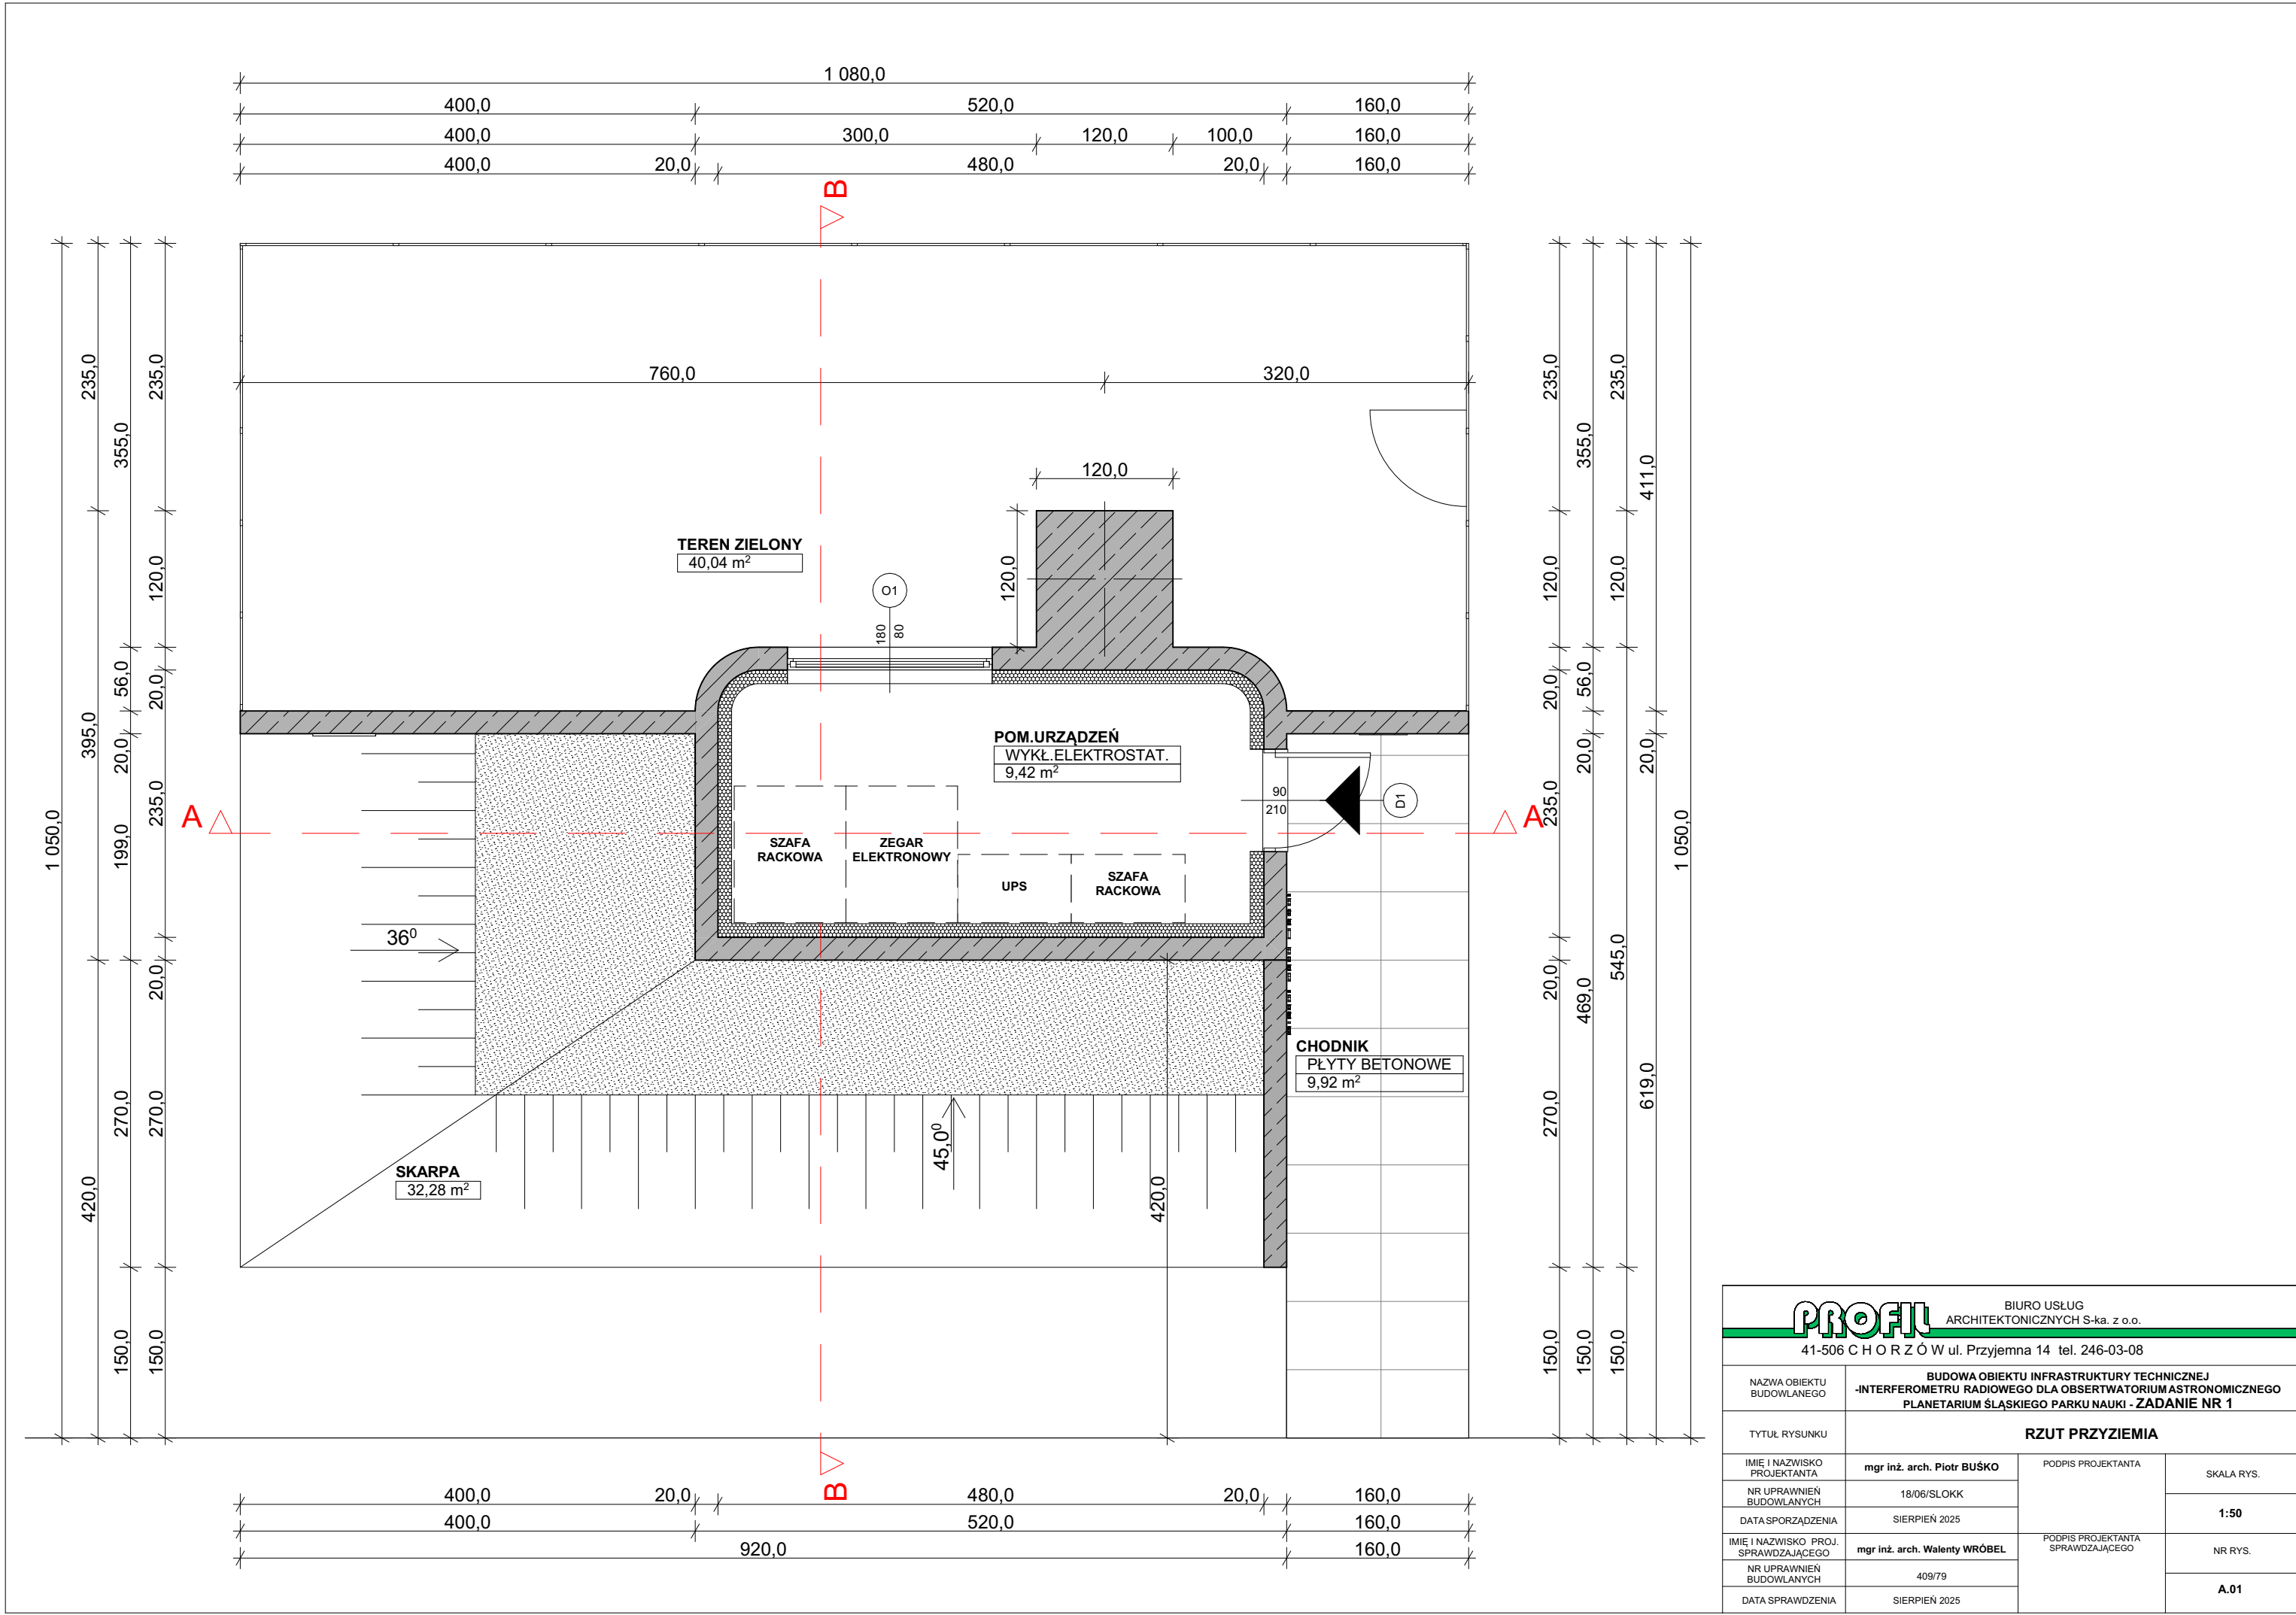 1 080,0
400,0 520,0 160,0
400,0 300,0 120,0 100,0 160,0
400,0 20,0 480,0 20,0 160,0
B
760,0 320,0
120,0
120,0
TEREN ZIELONY
40,04 m²
O1
180
80
POM.URZĄDZEŃ
WYKŁ.ELEKTROSTAT.
9,42 m²
90
210
D1
A
A
SZAFA
RACKOWA
ZEGAR
ELEKTRONOWY
UPS
SZAFA
RACKOWA
36⁰
45,0⁰
420,0
CHODNIK
PŁYTY BETONOWE
9,92 m²
SKARPA
32,28 m²
1 050,0
235,0 395,0 420,0
355,0 56,0 20,0 199,0 270,0 150,0
235,0 120,0 20,0 235,0 20,0 270,0 150,0
235,0 120,0 20,0 235,0 20,0 270,0 150,0
355,0 56,0 20,0 469,0 150,0
235,0 120,0 545,0 150,0
411,0 20,0 619,0
1 050,0
B
400,0 20,0 480,0 20,0 160,0
400,0 520,0 160,0
920,0 160,0
PROFIL
BIURO USŁUG
ARCHITEKTONICZNYCH S-ka. z o.o.
41-506 C H O R Z Ó W ul. Przyjemna 14 tel. 246-03-08
NAZWA OBIEKTU
BUDOWLANEGO
BUDOWA OBIEKTU INFRASTRUKTURY TECHNICZNEJ
-INTERFEROMETRU RADIOWEGO DLA OBSERTWATORIUM ASTRONOMICZNEGO
PLANETARIUM ŚLĄSKIEGO PARKU NAUKI - ZADANIE NR 1
TYTUŁ RYSUNKU
RZUT PRZYZIEMIA
IMIĘ I NAZWISKO
PROJEKTANTA
mgr inż. arch. Piotr BUŚKO
PODPIS PROJEKTANTA
SKALA RYS.
NR UPRAWNIEŃ
BUDOWLANYCH
18/06/SLOKK
1:50
DATA SPORZĄDZENIA
SIERPIEŃ 2025
IMIĘ I NAZWISKO PROJ.
SPRAWDZAJĄCEGO
mgr inż. arch. Walenty WRÓBEL
PODPIS PROJEKTANTA
SPRAWDZAJĄCEGO
NR RYS.
NR UPRAWNIEŃ
BUDOWLANYCH
409/79
A.01
DATA SPRAWDZENIA
SIERPIEŃ 2025